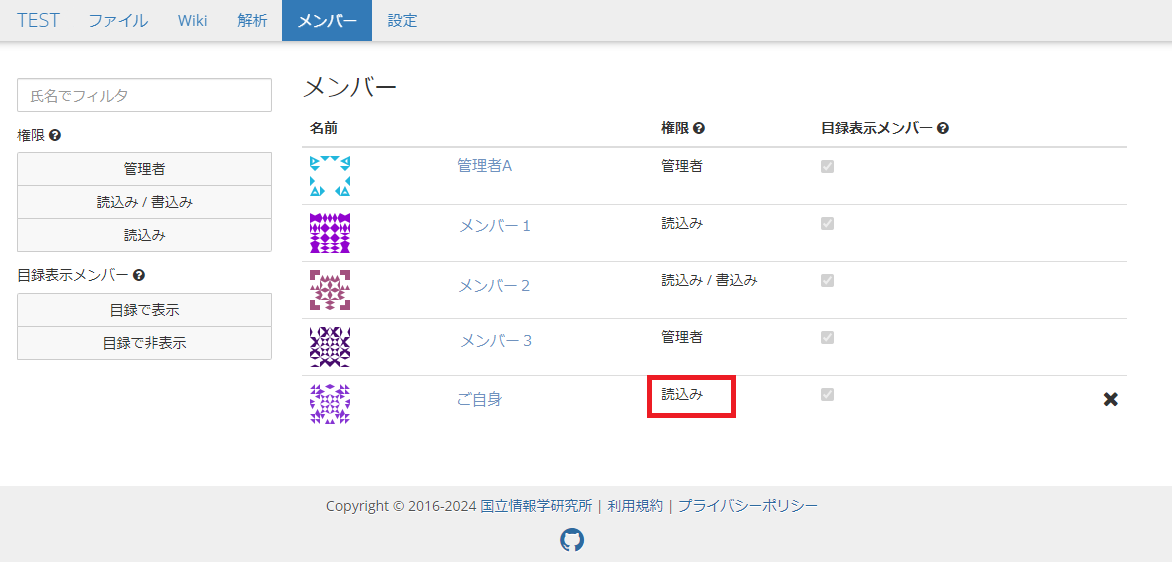 TEST ファイル Wiki 解析 メンバー 設定
氏名でフィルタ
権限
管理者
読込み / 書込み
読込み
目録表示メンバー
目録で表示
目録で非表示
メンバー
名前 権限 目録表示メンバー
管理者A 管理者
メンバー１ 読込み
メンバー２ 読込み / 書込み
メンバー３ 管理者
ご自身 読込み
Copyright © 2016-2024 国立情報学研究所 | 利用規約 | プライバシーポリシー